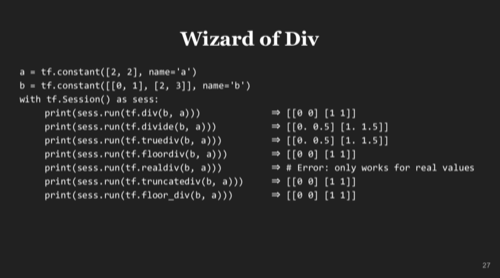 Wizard of Div
a = tf.constant([2, 2], name='a')
b = tf.constant([[0, 1], [2, 3]], name='b')
with tf.Session() as sess:
    print(sess.run(tf.div(b, a))) ⇒ [[0 0] [1 1]]
    print(sess.run(tf.divide(b, a))) ⇒ [[0. 0.5] [1. 1.5]]
    print(sess.run(tf.truediv(b, a))) ⇒ [[0. 0.5] [1. 1.5]]
    print(sess.run(tf.floordiv(b, a))) ⇒ [[0 0] [1 1]]
    print(sess.run(tf.realdiv(b, a))) ⇒ # Error: only works for real values
    print(sess.run(tf.truncatediv(b, a))) ⇒ [[0 0] [1 1]]
    print(sess.run(tf.floor_div(b, a))) ⇒ [[0 0] [1 1]]
27